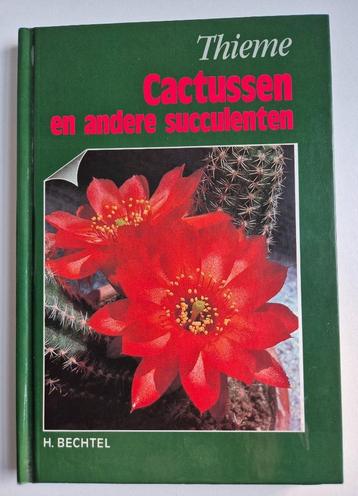 Thieme
Cactussen
en andere succulenten
H. BECHTEL